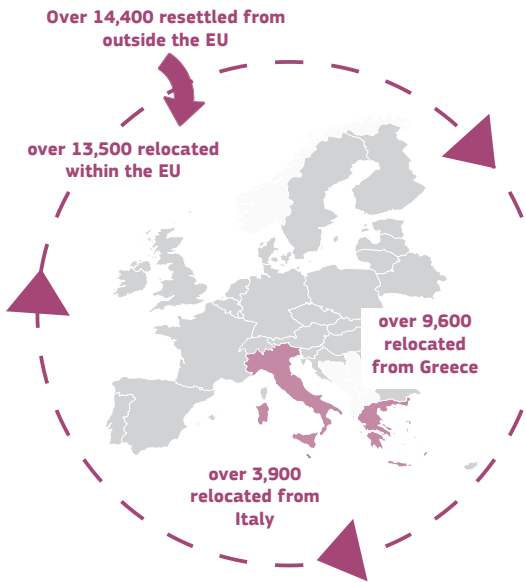 Over 14,400 resettled from
outside the EU
over 13,500 relocated
within the EU
over 9,600
relocated
from Greece
over 3,900
relocated from
Italy